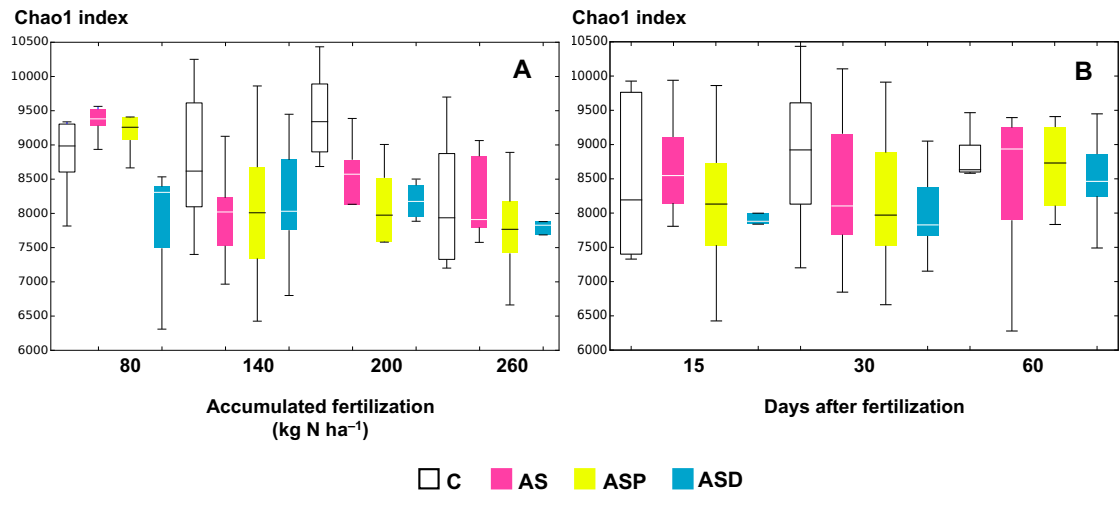 Chao1 index
Chao1 index
10500
10000
9500
9000
8500
8000
7500
7000
6500
6000
A
80 140 200 260
Accumulated fertilization
(kg N ha⁻¹)
10500
10000
9500
9000
8500
8000
7500
7000
6500
6000
B
15 30 60
Days after fertilization
C AS ASP ASD